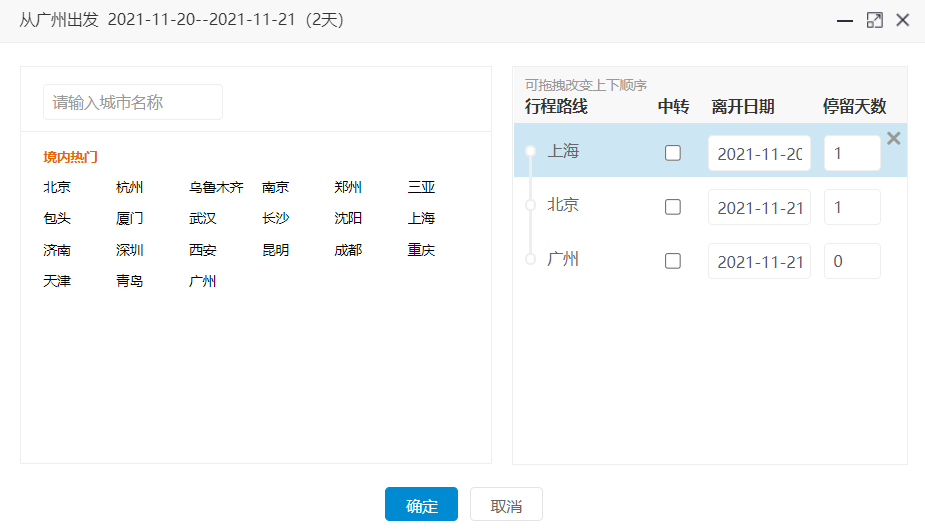 从广州出发 2021-11-20--2021-11-21（2天）
请输入城市名称
境内热门
北京 杭州 乌鲁木齐 南京 郑州 三亚
包头 厦门 武汉 长沙 沈阳 上海
济南 深圳 西安 昆明 成都 重庆
天津 青岛 广州
可拖拽改变上下顺序
行程路线 中转 离开日期 停留天数
上海 2021-11-20 1
北京 2021-11-21 1
广州 2021-11-21 0
确定 取消